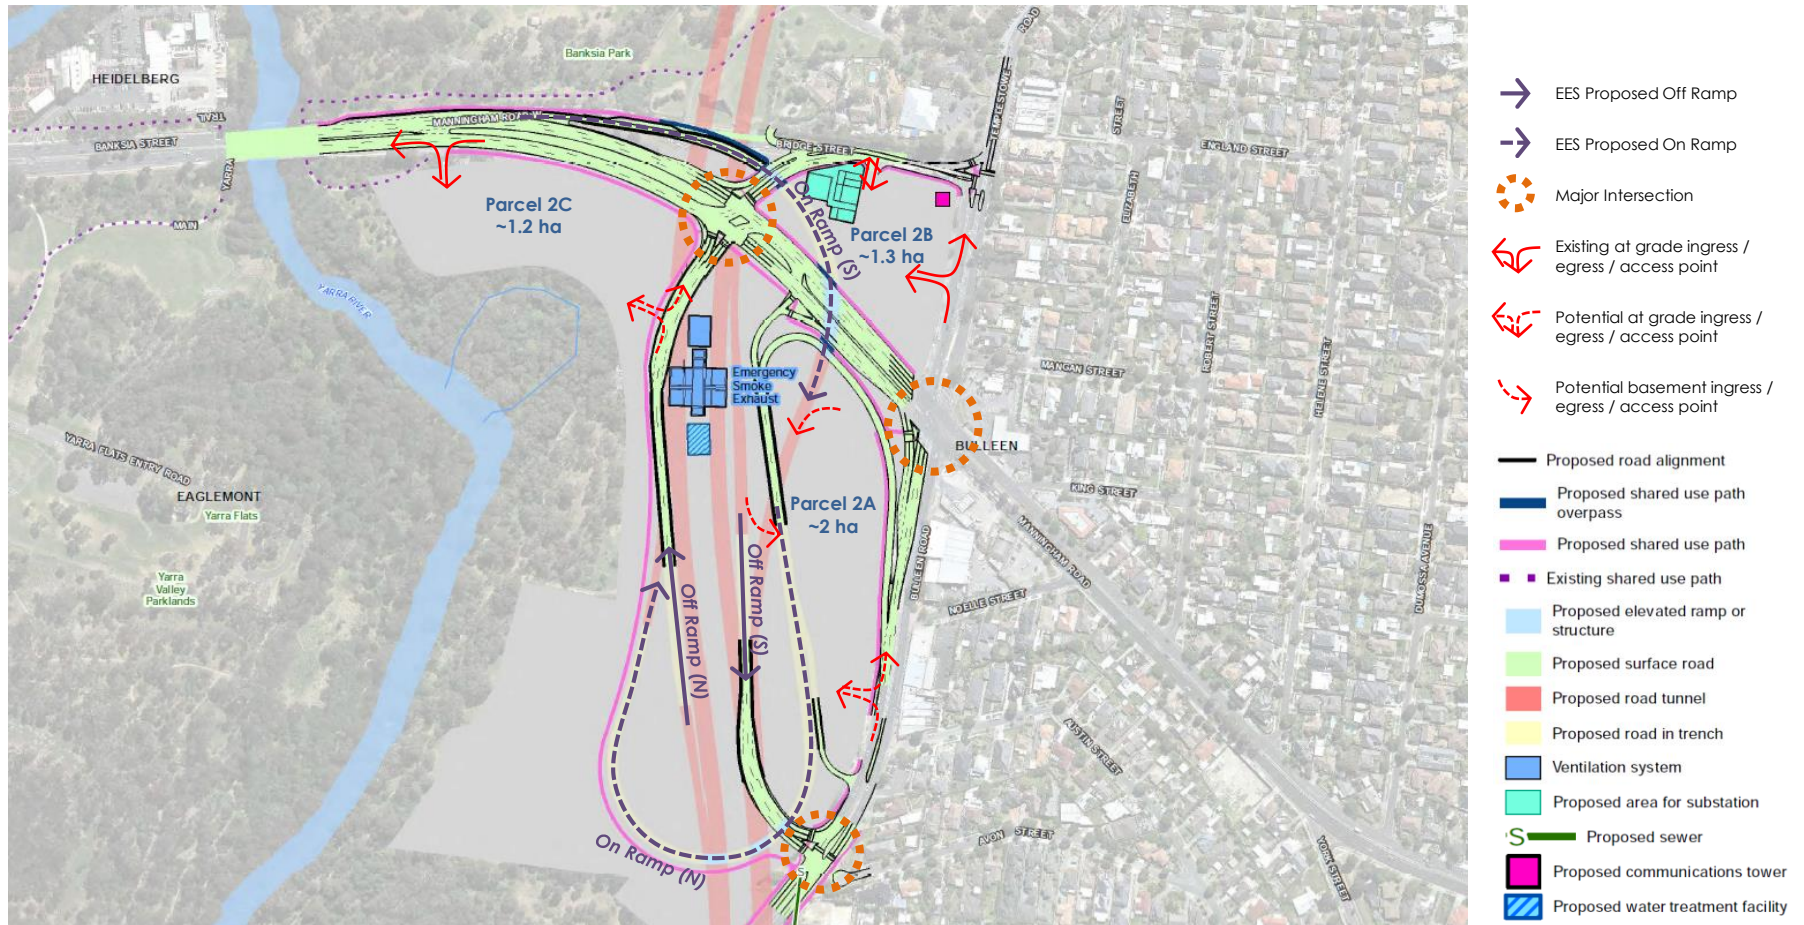 HEIDELBERG
Banksia Park
TRAIL
BANKSIA STREET
YARRA
MANNINGHAM ROAD W
BRIDGE STREET
TEMPLESTOWE
ROAD
STREET
ELIZABETH
ENGLAND STREET
Parcel 2C
~1.2 ha
On Ramp (S)
Parcel 2B
~1.3 ha
MAIN
YARRA RIVER
ROBERT STREET
HELENE STREET
MANGAN STREET
Emergency
Smoke
Exhaust
BULLEEN
YARRA FLATS ENTRY ROAD
EAGLEMONT
Yarra Flats
KING STREET
Parcel 2A
~2 ha
MANNINGHAM ROAD
BULLEEN ROAD
DUMOSSA AVENUE
NOELLE STREET
Yarra
Valley
Parklands
Off Ramp (N)
Off Ramp (S)
AUSTIN STREET
AVON STREET
YORK STREET
On Ramp (N)
S
EES Proposed Off Ramp
EES Proposed On Ramp
Major Intersection
Existing at grade ingress /
egress / access point
Potential at grade ingress /
egress / access point
Potential basement ingress /
egress / access point
Proposed road alignment
Proposed shared use path
overpass
Proposed shared use path
Existing shared use path
Proposed elevated ramp or
structure
Proposed surface road
Proposed road tunnel
Proposed road in trench
Ventilation system
Proposed area for substation
S Proposed sewer
Proposed communications tower
Proposed water treatment facility